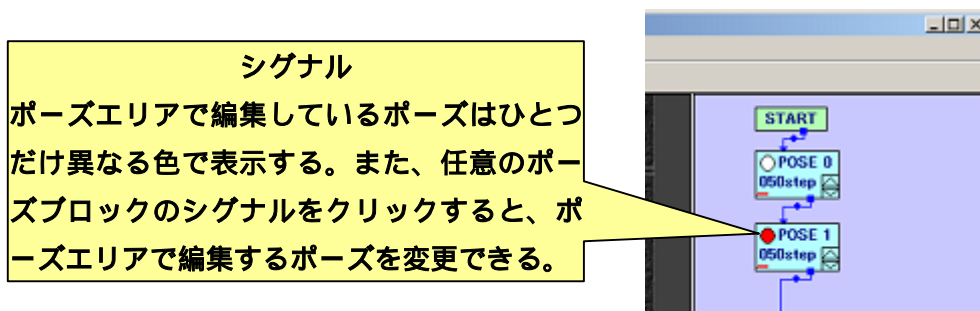 シグナル
ポーズエリアで編集しているポーズはひとつ
だけ異なる色で表示する。また、任意のポー
ズブロックのシグナルをクリックすると、ポ
ーズエリアで編集するポーズを変更できる。
START
POSE 0
050step
POSE 1
050step